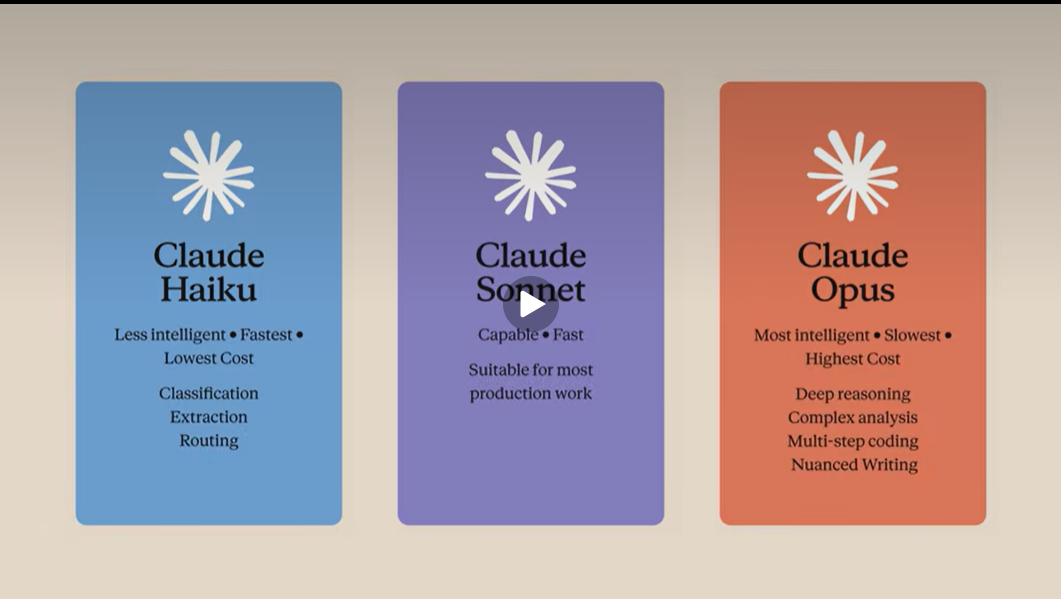 Claude
Haiku
Less intelligent • Fastest •
Lowest Cost
Classification
Extraction
Routing
Claude
Sonnet
Capable • Fast
Suitable for most
production work
Claude
Opus
Most intelligent • Slowest •
Highest Cost
Deep reasoning
Complex analysis
Multi-step coding
Nuanced Writing